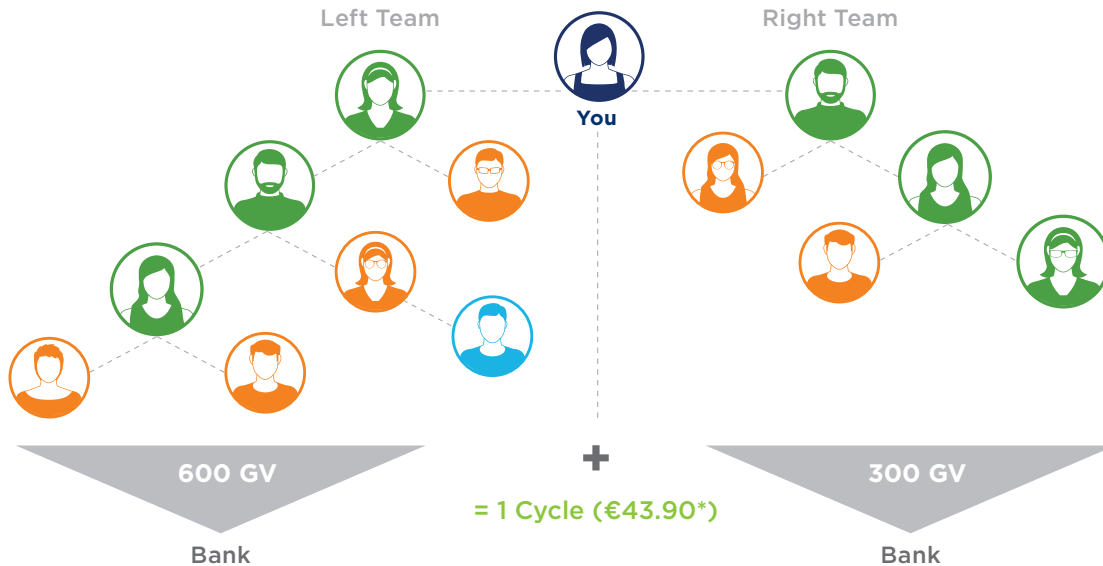 Left Team
Right Team
You
600 GV
+
300 GV
= 1 Cycle (€43.90*)
Bank
Bank